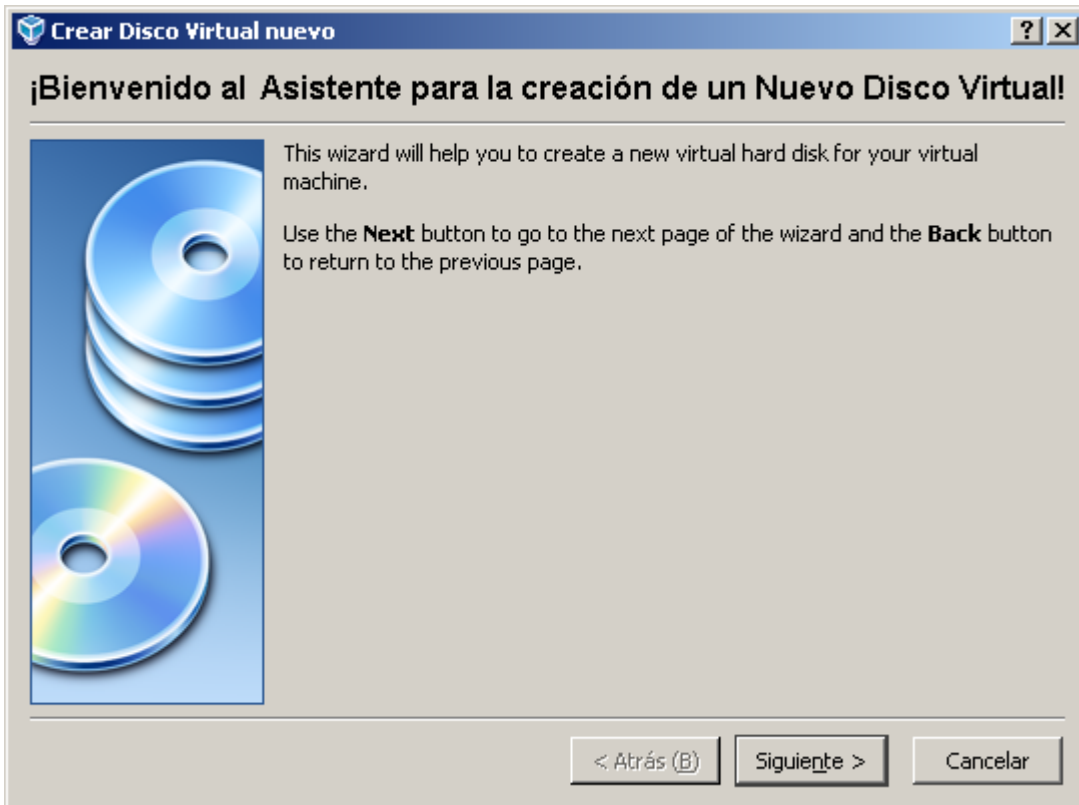 Crear Disco Virtual nuevo
¡Bienvenido al Asistente para la creación de un Nuevo Disco Virtual!
This wizard will help you to create a new virtual hard disk for your virtual
machine.
Use the Next button to go to the next page of the wizard and the Back button
to return to the previous page.
< Atrás (B)
Siguiente >
Cancelar